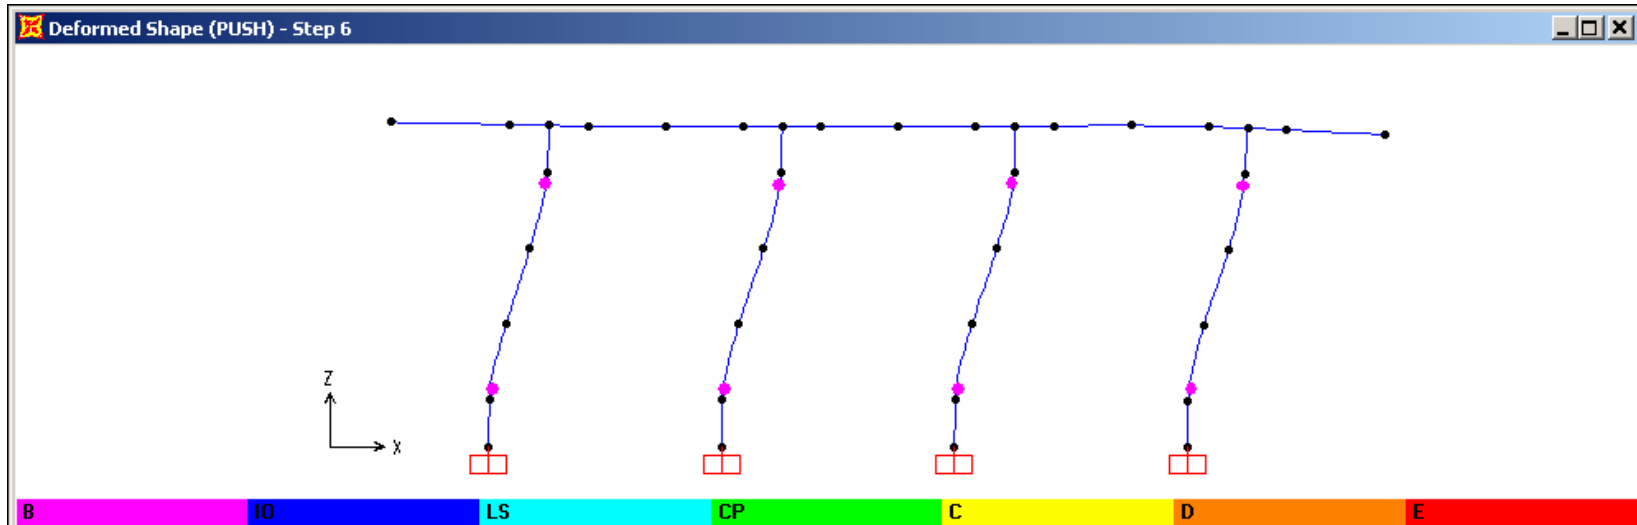 Deformed Shape (PUSH) - Step 6
Z
X
B IO LS CP C D E